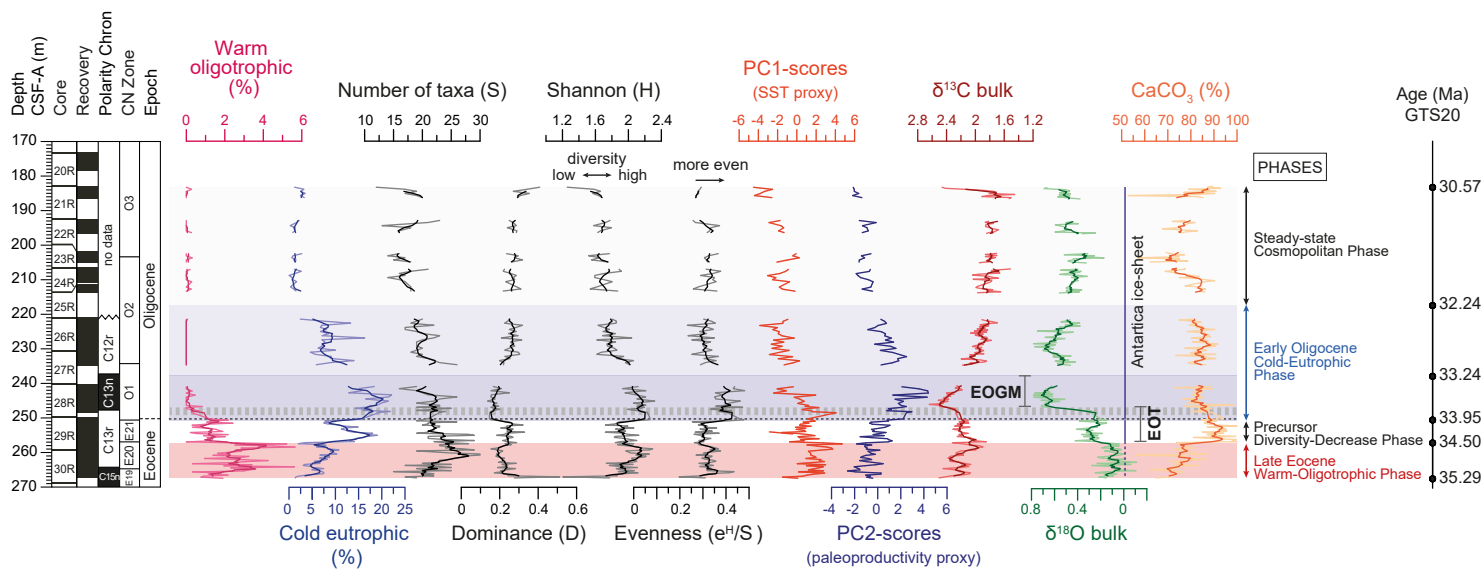 Depth
CSF-A (m)
Core
Recovery
Polarity Chron
CN Zone
Epoch
Warm
oligotrophic
(%)
0 2 4 6
Number of taxa (S)
10 15 20 25 30
Shannon (H)
1.2 1.6 2 2.4
PC1-scores
(SST proxy)
-6 -4 -2 0 2 4 6
δ¹³C bulk
2.8 2.4 2.0 1.6 1.2
CaCO₃ (%)
50 60 70 80 90 100
Age (Ma)
GTS20
diversity
low high
more even
PHASES
170
180
190
200
210
220
230
240
250
260
270
20R
21R
22R
23R
24R
25R
26R
27R
28R
29R
30R
no data
C12r
C13n
C13r
C15n
O3
O2
O1
E21
E20
E19
Oligocene
Eocene
Antartica ice-sheet
EOGM
EOT
Steady-state
Cosmopolitan Phase
Early Oligocene
Cold-Eutrophic
Phase
Precursor
Diversity-Decrease Phase
Late Eocene
Warm-Oligotrophic Phase
30.57
32.24
33.24
33.95
34.50
35.29
0 5 10 15 20 25
Cold eutrophic
(%)
0 0.2 0.4 0.6
Dominance (D)
0 0.2 0.4
Evenness (eᴴ/S )
-4 -2 0 2 4 6
PC2-scores
(paleoproductivity proxy)
0.8 0.4 0
δ¹⁸O bulk